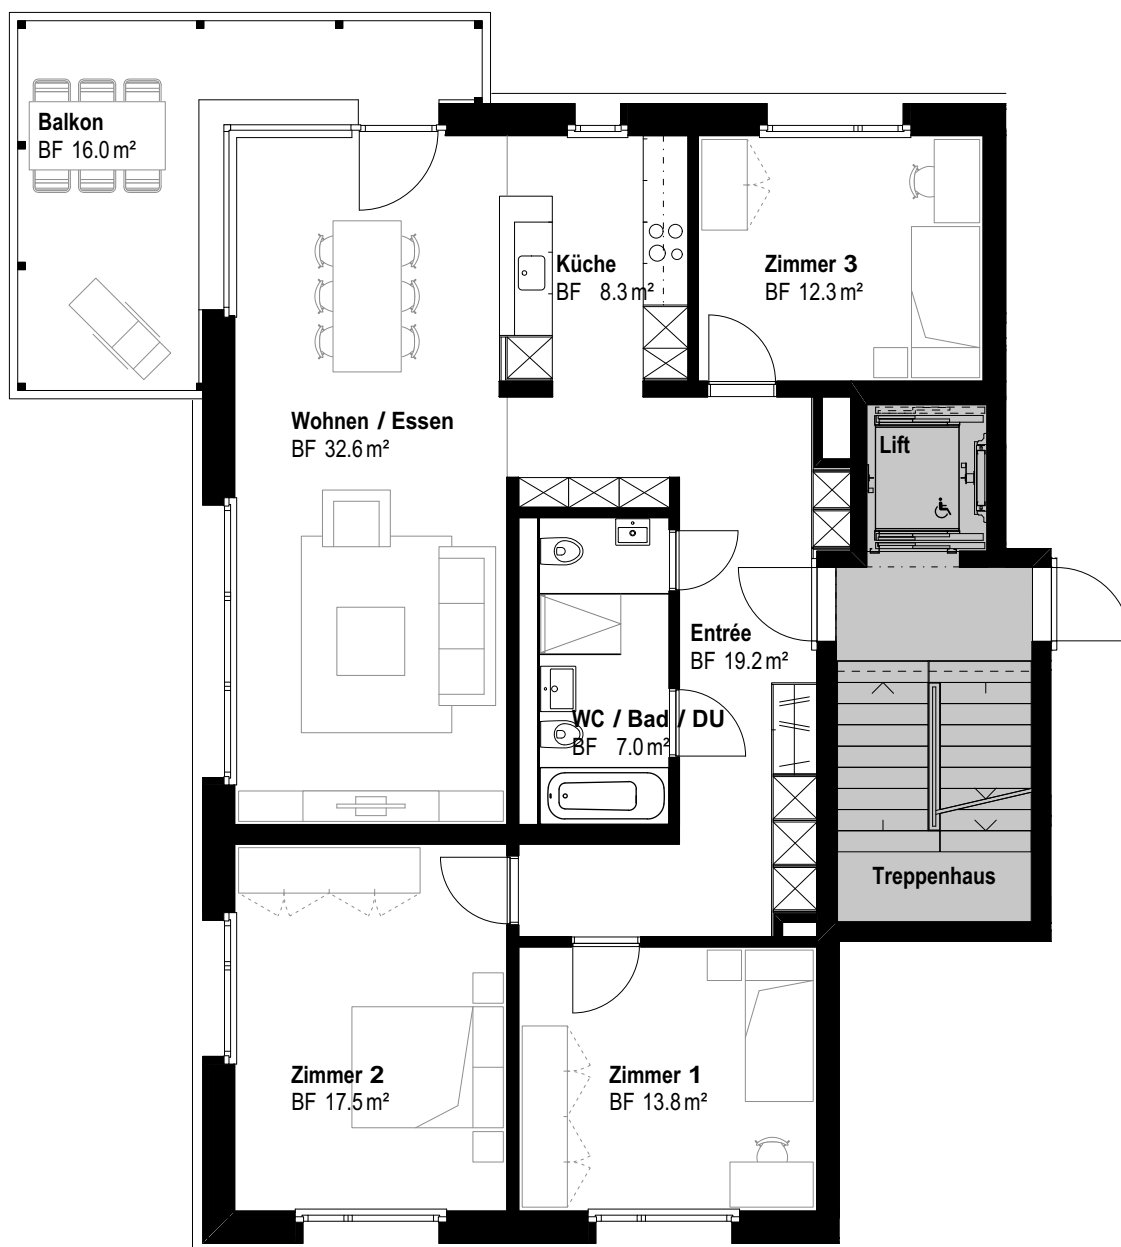 Balkon
BF 16.0 m²
Küche
BF 8.3 m²
Zimmer 3
BF 12.3 m²
Wohnen / Essen
BF 32.6 m²
Lift
Entrée
BF 19.2 m²
WC / Bad / DU
BF 7.0 m²
Treppenhaus
Zimmer 2
BF 17.5 m²
Zimmer 1
BF 13.8 m²